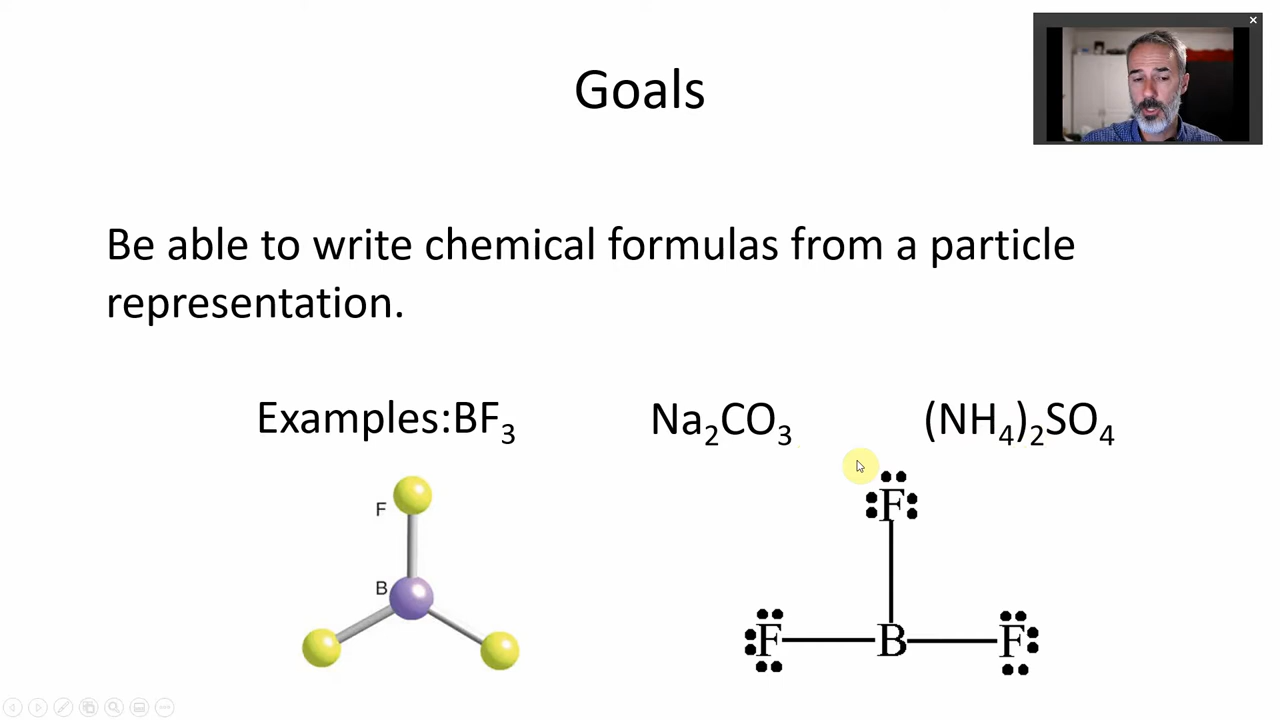 Goals
Be able to write chemical formulas from a particle
representation.
Examples:BF₃ Na₂CO₃ (NH₄)₂SO₄
F
B
F
F B F